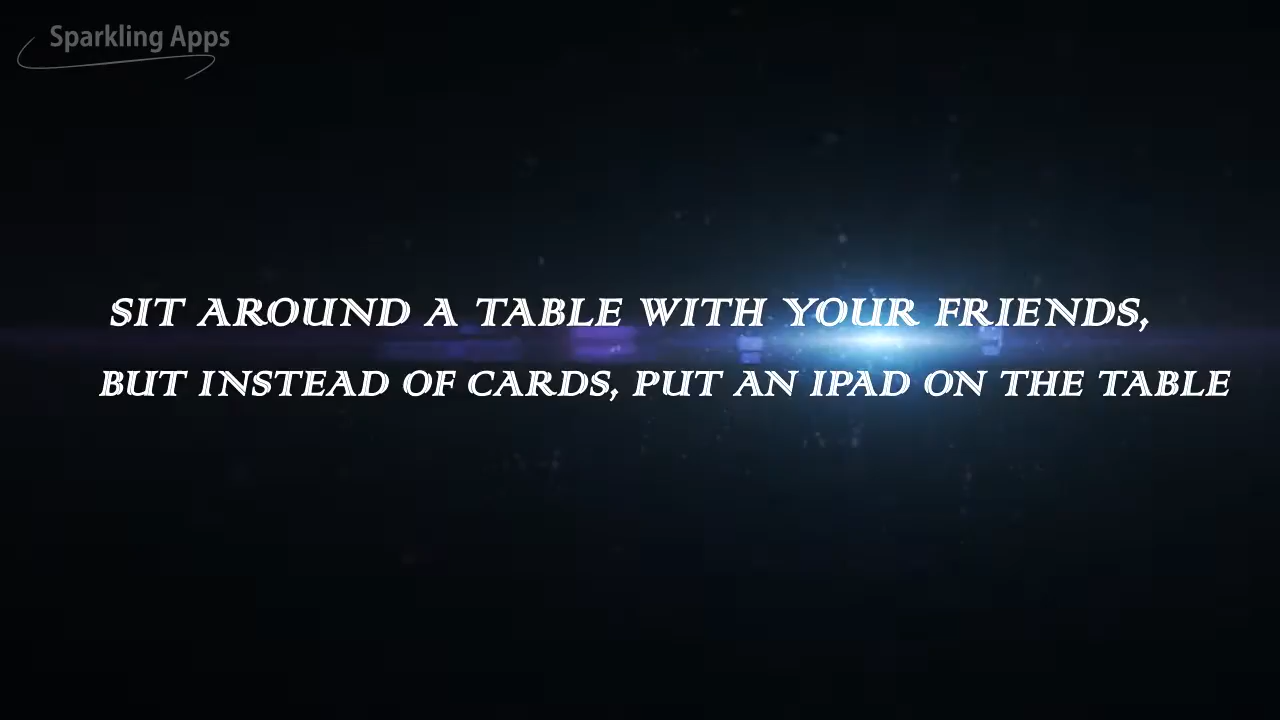 Sparkling Apps
SIT AROUND A TABLE WITH YOUR FRIENDS,
BUT INSTEAD OF CARDS, PUT AN IPAD ON THE TABLE